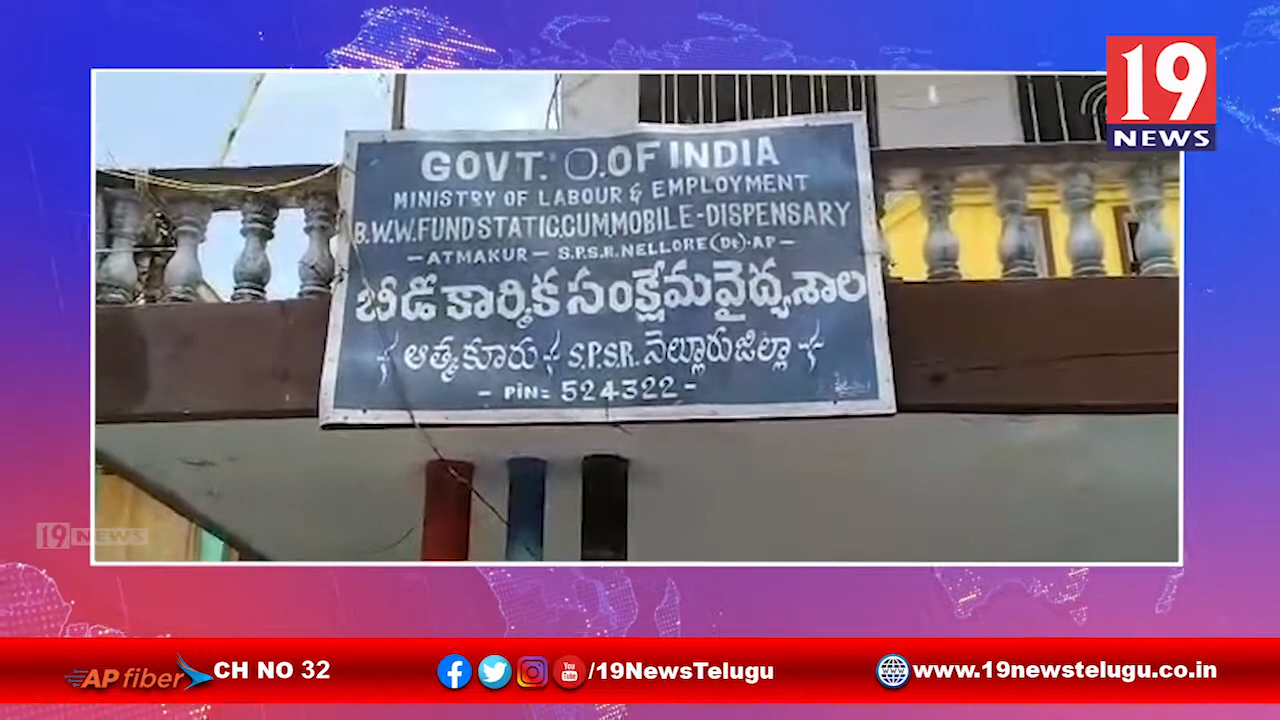 19
NEWS
GOVT. O.OF INDIA
MINISTRY OF LABOUR & EMPLOYMENT
B.W.W.FUND STATIC.CUM.MOBILE-DISPENSARY
-ATMAKUR- S.P.S.R.NELLORE(Dt).AP-
బీడి కార్మిక సంక్షేమ వైద్యశాల
ఆత్మకూరు S.P.S.R. నెల్లూరు జిల్లా
- PiN= 524322 -
19 NEWS
AP fiber CH NO 32 /19NewsTelugu www.19newstelugu.co.in